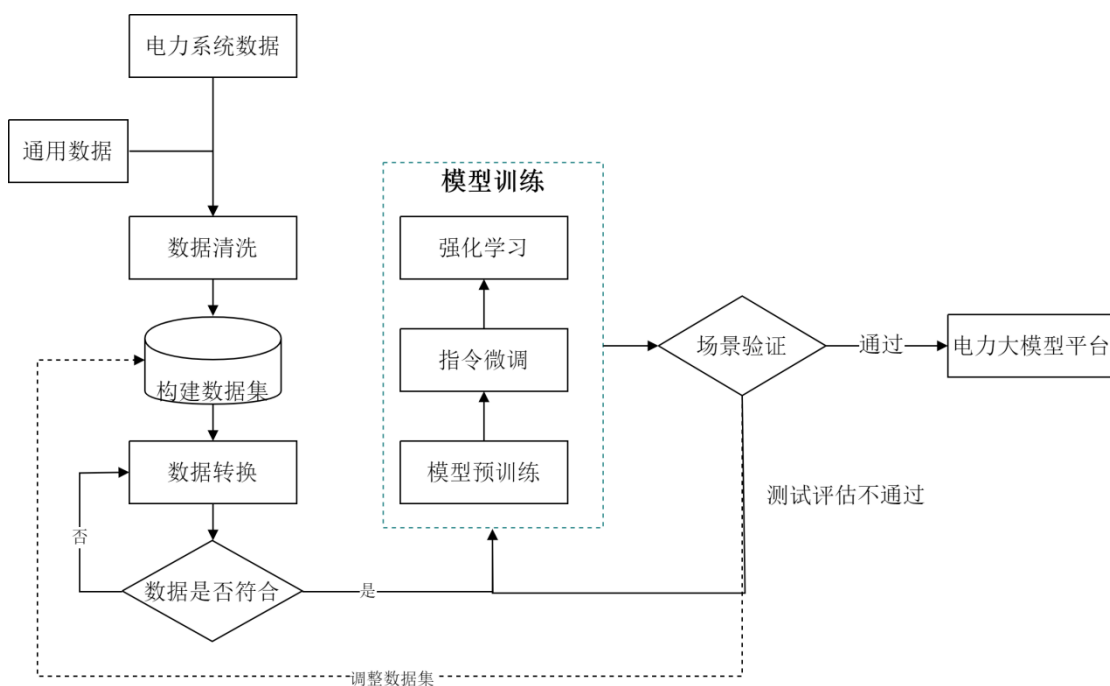 电力系统数据
通用数据
数据清洗
构建数据集
数据转换
否
数据是否符合
是
模型训练
强化学习
指令微调
模型预训练
场景验证
通过
电力大模型平台
测试评估不通过
调整数据集